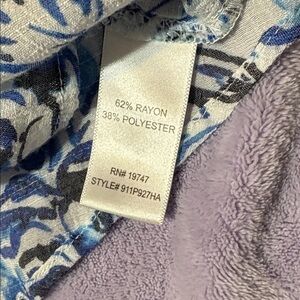 62% RAYON
38% POLYESTER
RN# 19747
STYLE# 911P927HA